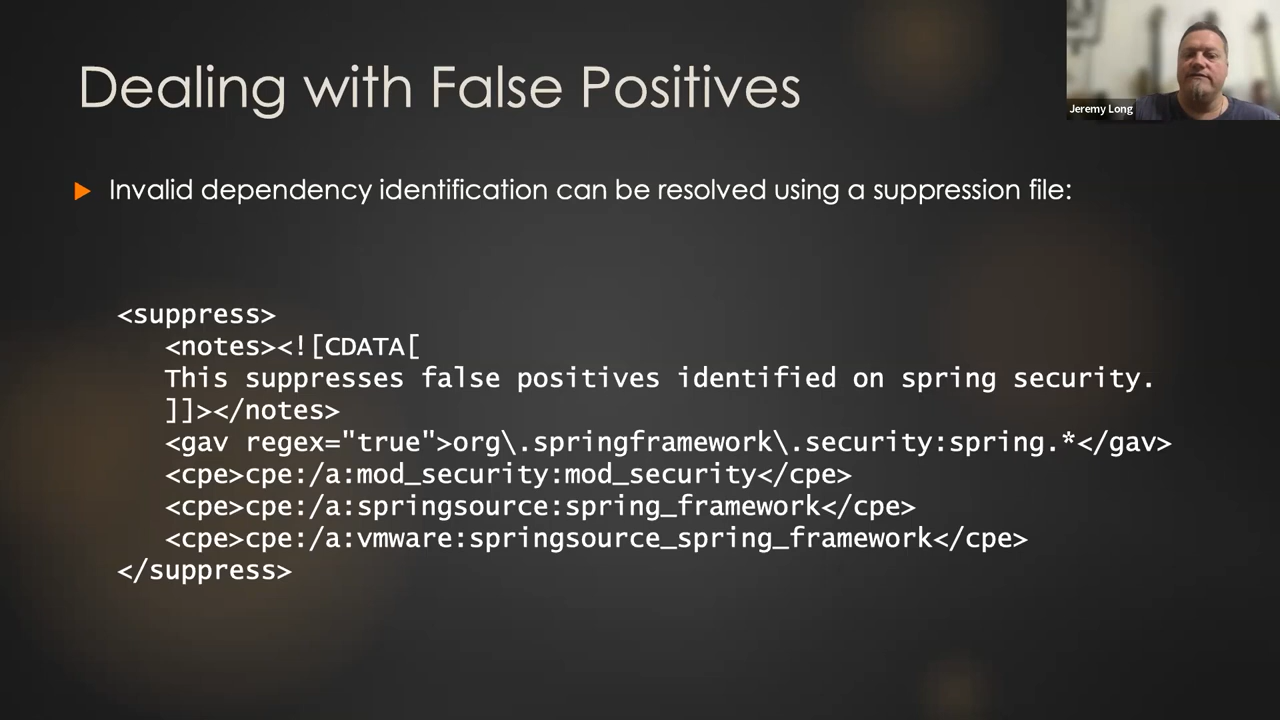 Dealing with False Positives
Jeremy Long
Invalid dependency identification can be resolved using a suppression file:
<suppress>
<notes><![CDATA[
This suppresses false positives identified on spring security.
]]></notes>
<gav regex="true">org\.springframework\.security:spring.*</gav>
<cpe>cpe:/a:mod_security:mod_security</cpe>
<cpe>cpe:/a:springsource:spring_framework</cpe>
<cpe>cpe:/a:vmware:springsource_spring_framework</cpe>
</suppress>